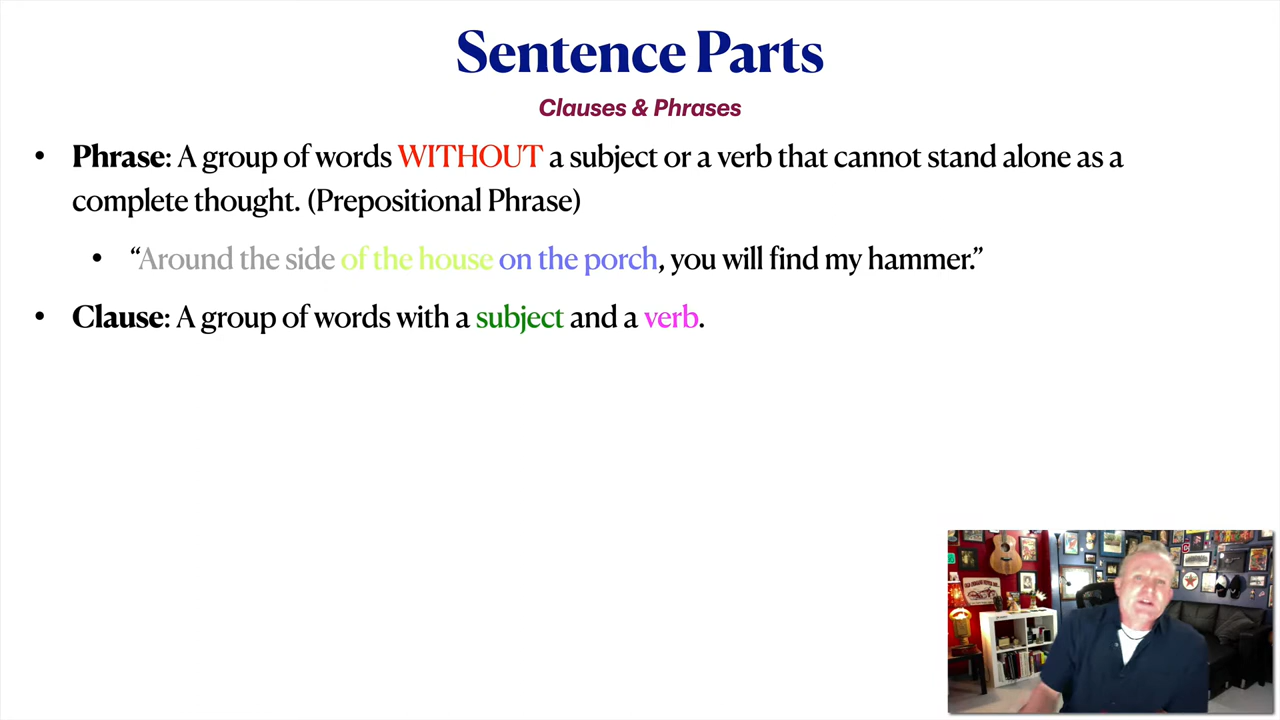 Sentence Parts
Clauses & Phrases
• Phrase: A group of words WITHOUT a subject or a verb that cannot stand alone as a
complete thought. (Prepositional Phrase)
• “Around the side of the house on the porch, you will find my hammer.”
• Clause: A group of words with a subject and a verb.